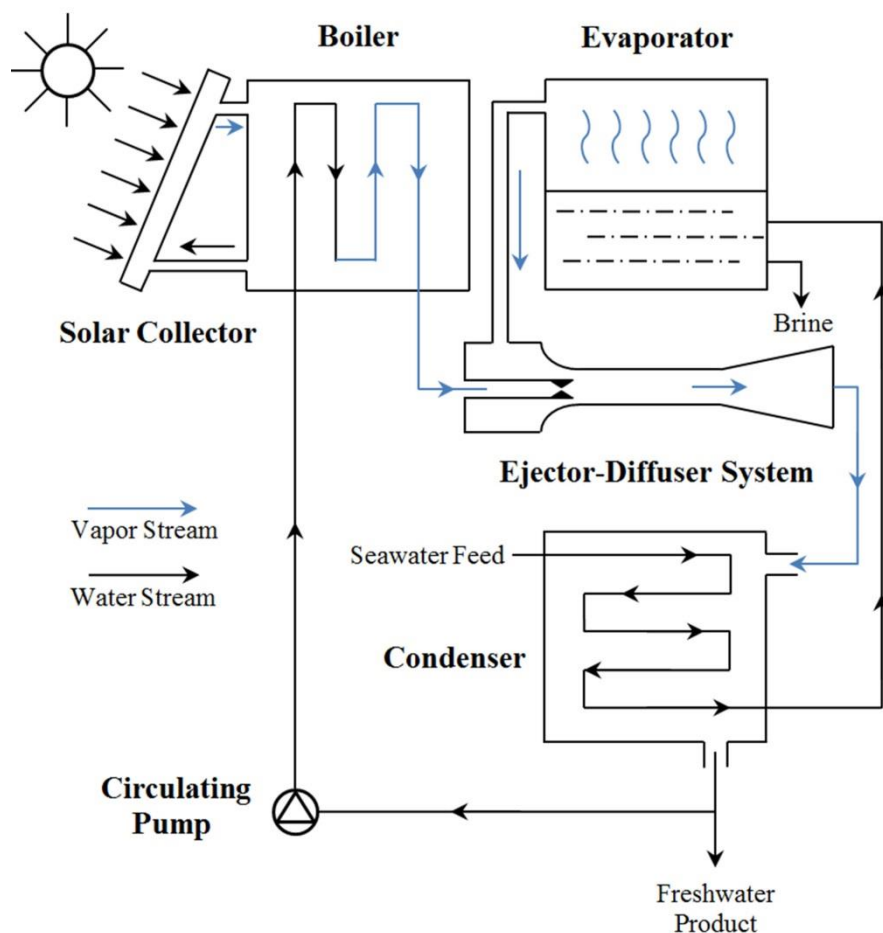 Boiler
Evaporator
Solar Collector
Brine
Ejector-Diffuser System
Vapor Stream
Water Stream
Seawater Feed
Condenser
Circulating
Pump
Freshwater
Product